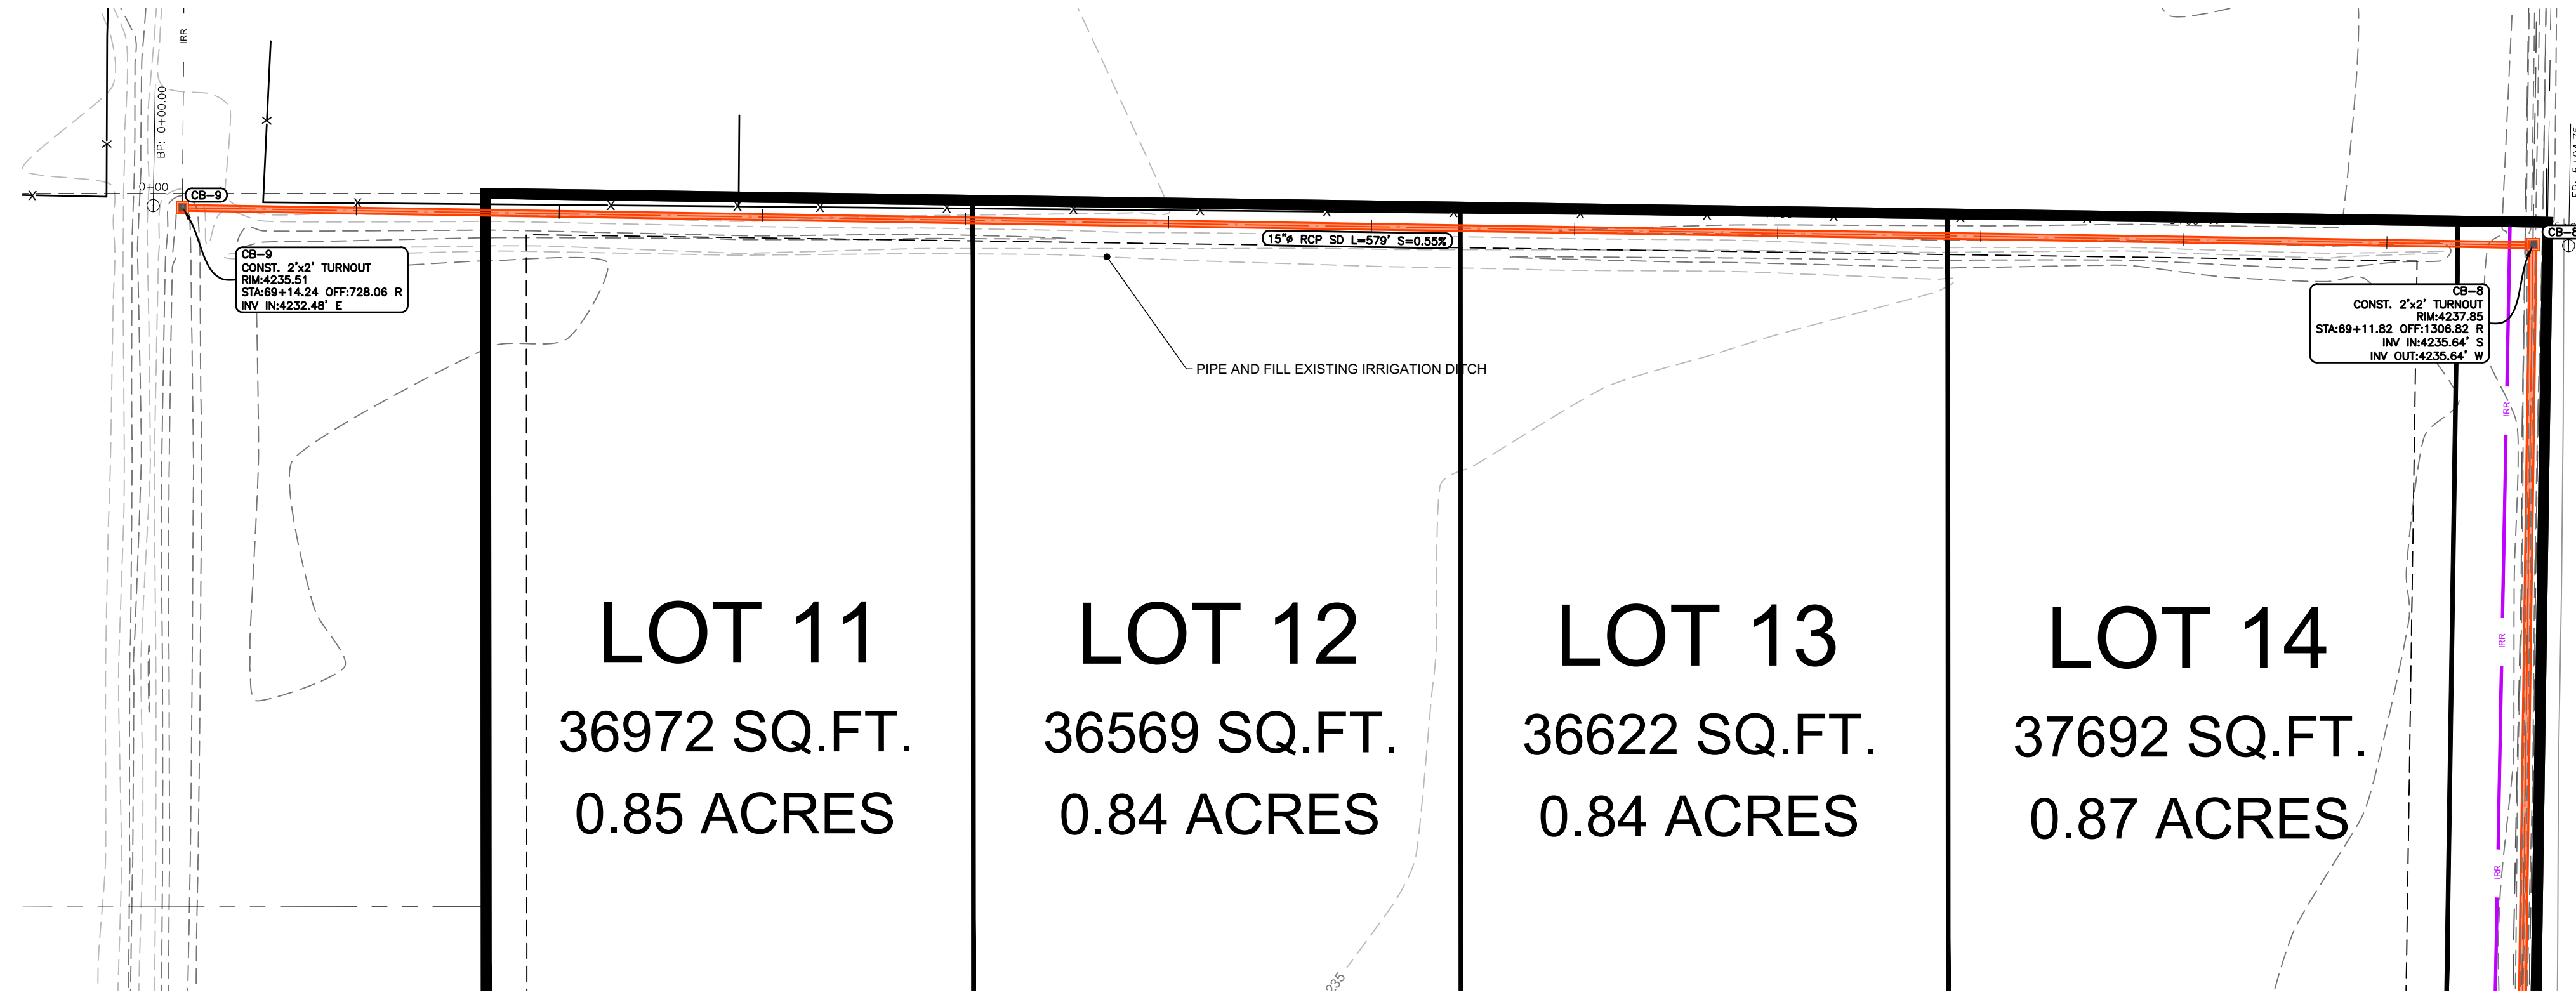 IRR
BP: 0+00.00
0+00
CB-9
CB-9
CONST. 2'x2' TURNOUT
RIM:4235.51
STA:69+14.24 OFF:728.06 R
INV IN:4232.48' E
15"ø RCP SD L=579' S=0.55%
PIPE AND FILL EXISTING IRRIGATION DITCH
CB-8
CB-8
CONST. 2'x2' TURNOUT
RIM:4237.85
STA:69+11.82 OFF:1306.82 R
INV IN:4235.64' S
INV OUT:4235.64' W
IRR
IRR
IRR
LOT 11
36972 SQ.FT.
0.85 ACRES
LOT 12
36569 SQ.FT.
0.84 ACRES
LOT 13
36622 SQ.FT.
0.84 ACRES
LOT 14
37692 SQ.FT.
0.87 ACRES
235